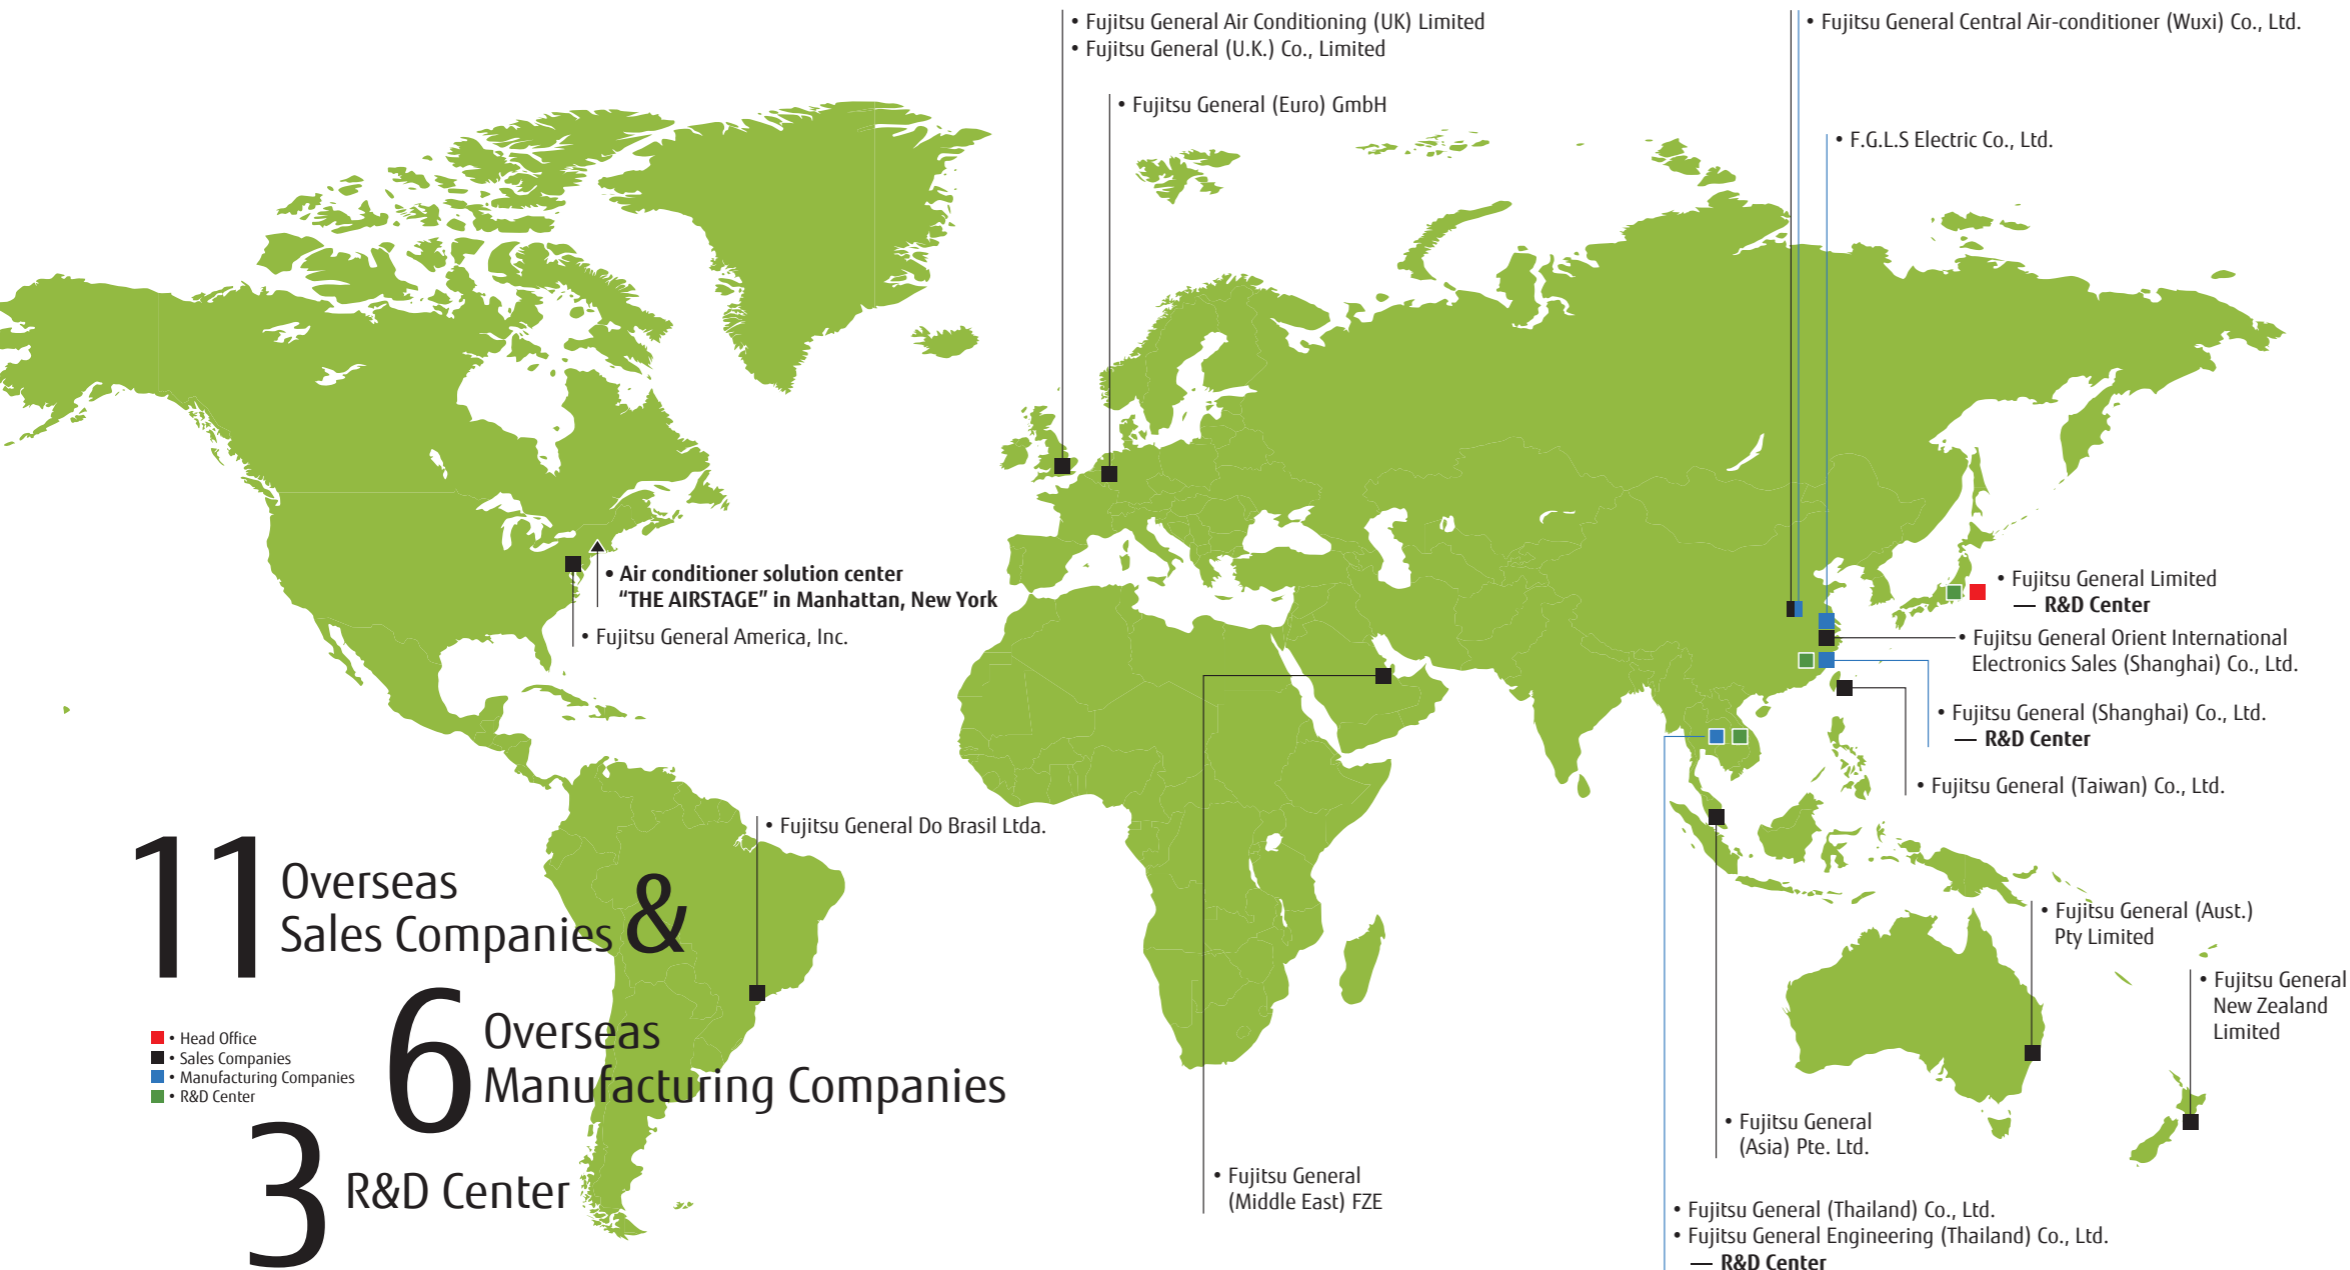 • Fujitsu General Air Conditioning (UK) Limited
• Fujitsu General (U.K.) Co., Limited
• Fujitsu General (Euro) GmbH
• Fujitsu General Central Air-conditioner (Wuxi) Co., Ltd.
• F.G.L.S Electric Co., Ltd.
• Air conditioner solution center
“THE AIRSTAGE” in Manhattan, New York
• Fujitsu General America, Inc.
• Fujitsu General Limited
— R&D Center
• Fujitsu General Orient International
Electronics Sales (Shanghai) Co., Ltd.
• Fujitsu General (Shanghai) Co., Ltd.
— R&D Center
• Fujitsu General (Taiwan) Co., Ltd.
• Fujitsu General Do Brasil Ltda.
• Fujitsu General (Aust.)
Pty Limited
• Fujitsu General
New Zealand
Limited
• Fujitsu General
(Asia) Pte. Ltd.
• Fujitsu General
(Middle East) FZE
• Fujitsu General (Thailand) Co., Ltd.
• Fujitsu General Engineering (Thailand) Co., Ltd.
— R&D Center
11 Overseas
Sales Companies &
6 Overseas
Manufacturing Companies
3 R&D Center
• Head Office
• Sales Companies
• Manufacturing Companies
• R&D Center